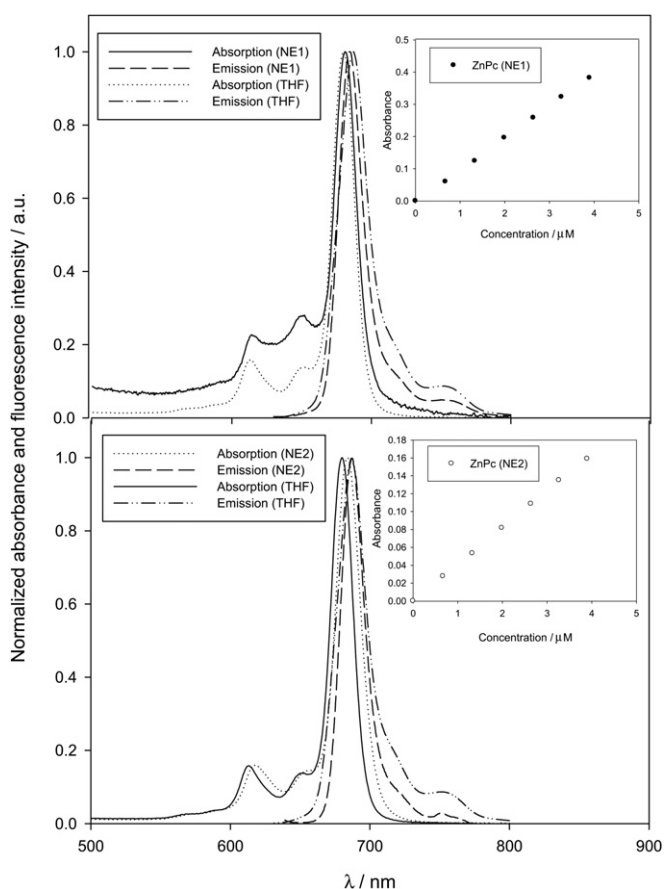 Normalized absorbance and fluorescence intensity / a.u.
1.0
0.8
0.6
0.4
0.2
0.0
Absorption (NE1)
Emission (NE1)
Absorption (THF)
Emission (THF)
0.5
0.4
0.3
0.2
0.1
0.0
Absorbance
ZnPc (NE1)
0 1 2 3 4 5
Concentration / μM
1.0
0.8
0.6
0.4
0.2
0.0
Absorption (NE2)
Emission (NE2)
Absorption (THF)
Emission (THF)
0.18
0.16
0.14
0.12
0.10
0.08
0.06
0.04
0.02
0.00
Absorbance
ZnPc (NE2)
0 1 2 3 4 5
Concentration / μM
500 600 700 800 900
λ / nm